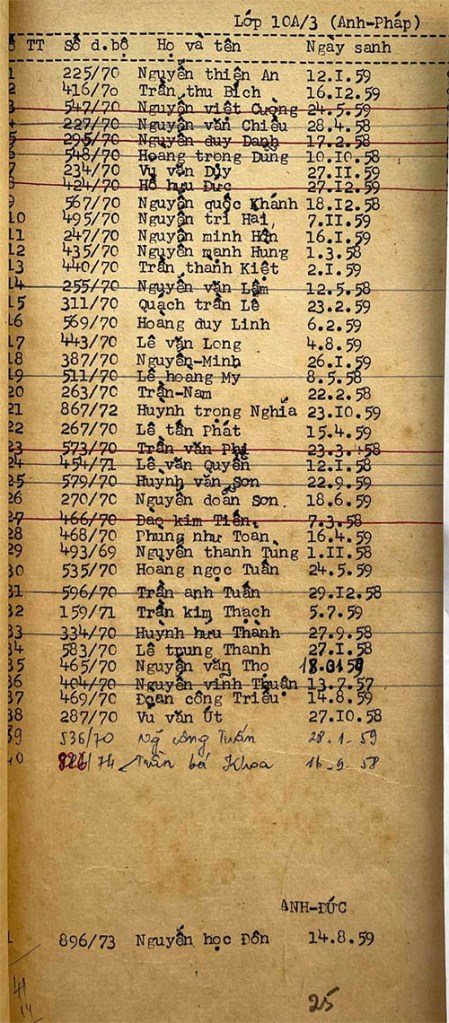 Lớp 10A/3 (Anh-Pháp)
TT Số d.bộ Họ và tên Ngày sanh
1 225/70 Nguyễn thiện An 12.I.59
2 416/70 Trần thu Bích 16.I2.59
3 547/70 Nguyễn việt Cường 24.5.59
4 227/70 Nguyễn văn Chiêu 28.4.58
5 295/70 Nguyễn duy Danh 17.2.58
6 548/70 Hoàng trọng Dũng 10.10.58
7 234/70 Vũ văn Dũy 27.II.59
8 424/70 Hồ hữu Đức 27.I2.59
9 567/70 Nguyễn quốc Khánh 18.I2.58
10 495/70 Nguyễn trí Hải 7.II.59
11 247/70 Nguyễn minh Hớn 16.I.59
12 435/70 Nguyễn mạnh Hùng 1.3.58
13 440/70 Trần thanh Kiệt 2.I.59
14 255/70 Nguyễn văn Lắm 12.5.58
15 311/70 Quách trần Lê 23.2.59
16 569/70 Hoàng duy Linh 6.2.59
17 443/70 Lê văn Long 4.8.59
18 387/70 Nguyễn-Minh 26.I.59
19 511/70 Lê hoàng My 8.5.58
20 263/70 Trần-Nam 22.2.58
21 867/72 Huỳnh trọng Nghĩa 23.I0.59
22 267/70 Lê tấn Phát 15.4.59
23 573/70 Trần văn Phi 23.3.58
24 454/71 Lê văn Quyền 12.I.58
25 579/70 Huỳnh văn Sơn 22.9.59
26 270/70 Nguyễn doãn Sơn 18.6.59
27 466/70 Đào kim Tiến 7.3.58
28 468/70 Phùng như Toàn 16.4.59
29 493/69 Nguyễn thanh Tùng 1.II.58
30 535/70 Hoàng ngọc Tuấn 24.5.59
31 596/70 Trần anh Tuấn 29.I2.58
32 159/71 Trần kim Thạch 5.7.59
33 334/70 Huỳnh hữu Thành 27.9.58
34 583/70 Lê trung Thành 27.I.58
35 465/70 Nguyễn văn Thọ 18.01 59
36 404/70 Nguyễn vĩnh Thuận 13.7.57
37 469/70 Đoàn công Triệu 14.8.59
38 287/70 Vũ văn Út 27.I0.58
39 536/70 Ng~ Công Tuấn 28.1.59
40 826/74 Trần bá Khoa 16-9.58
ANH-ĐỨC
1 896/73 Nguyễn học Đôn 14.8.59
41
14
25